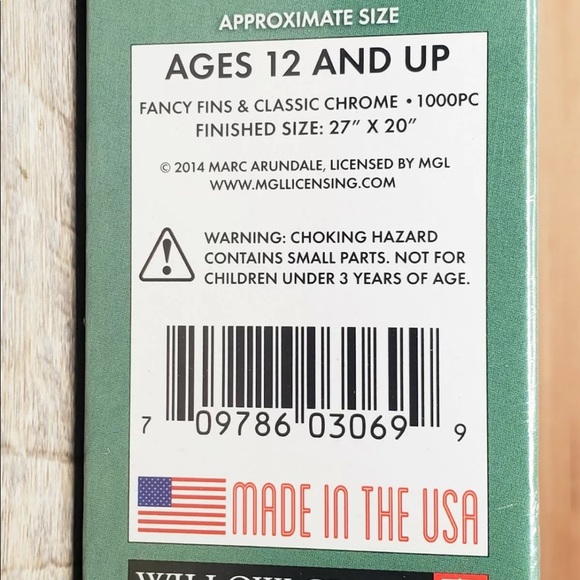 APPROXIMATE SIZE
AGES 12 AND UP
FANCY FINS & CLASSIC CHROME • 1000PC
FINISHED SIZE: 27" X 20"
© 2014 MARC ARUNDALE, LICENSED BY MGL
WWW.MGLLICENSING.COM
WARNING: CHOKING HAZARD
CONTAINS SMALL PARTS. NOT FOR
CHILDREN UNDER 3 YEARS OF AGE.
7 09786 03069 9
MADE IN THE USA